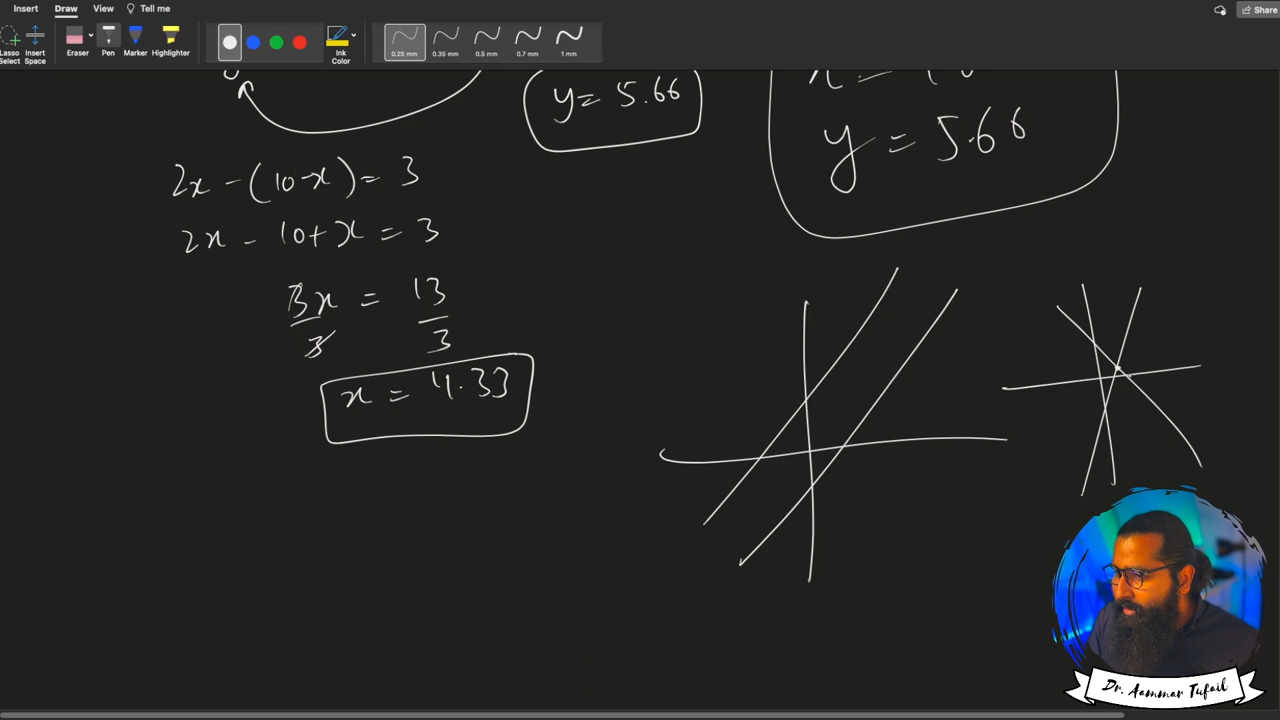 Insert Draw View Tell me
Share
Lasso Select
Insert Space
Eraser
Pen
Marker
Highlighter
Ink Color
0.25 mm
0.35 mm
0.5 mm
0.7 mm
1 mm
y = 5.66
y = 5.66
2x - (10-x) = 3
2x - 10 + x = 3
3x = 13
3 3
x = 4.33
Dr. Aammar Tufail